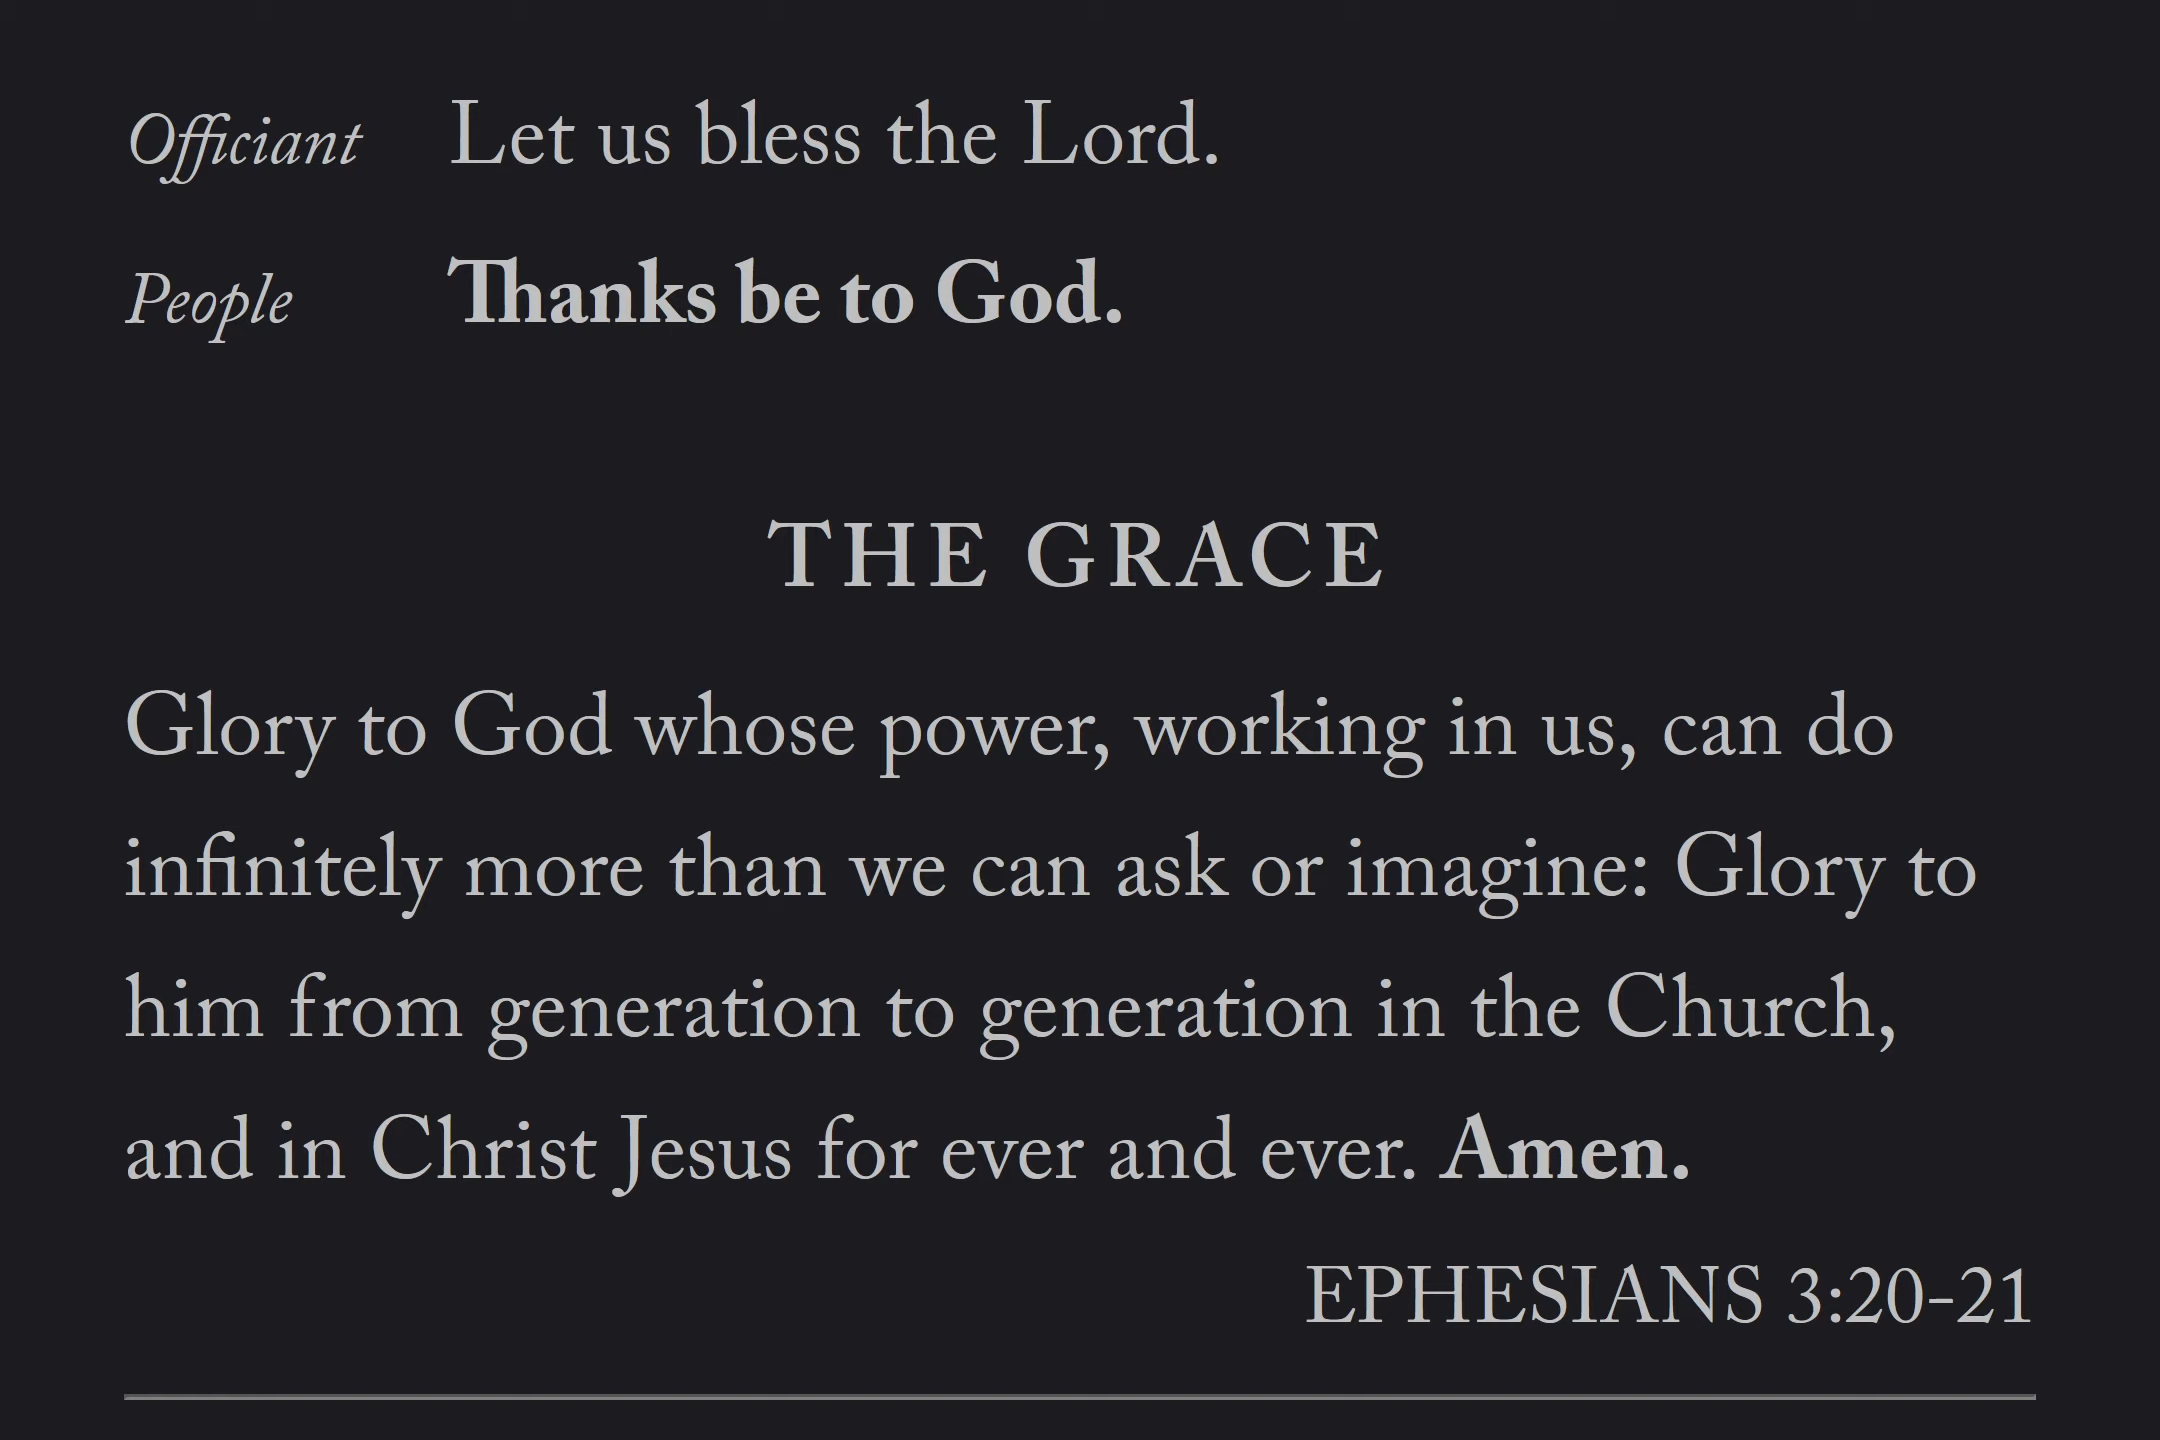 Officiant Let us bless the Lord.
People Thanks be to God.
THE GRACE
Glory to God whose power, working in us, can do
infinitely more than we can ask or imagine: Glory to
him from generation to generation in the Church,
and in Christ Jesus for ever and ever. Amen.
EPHESIANS 3:20-21